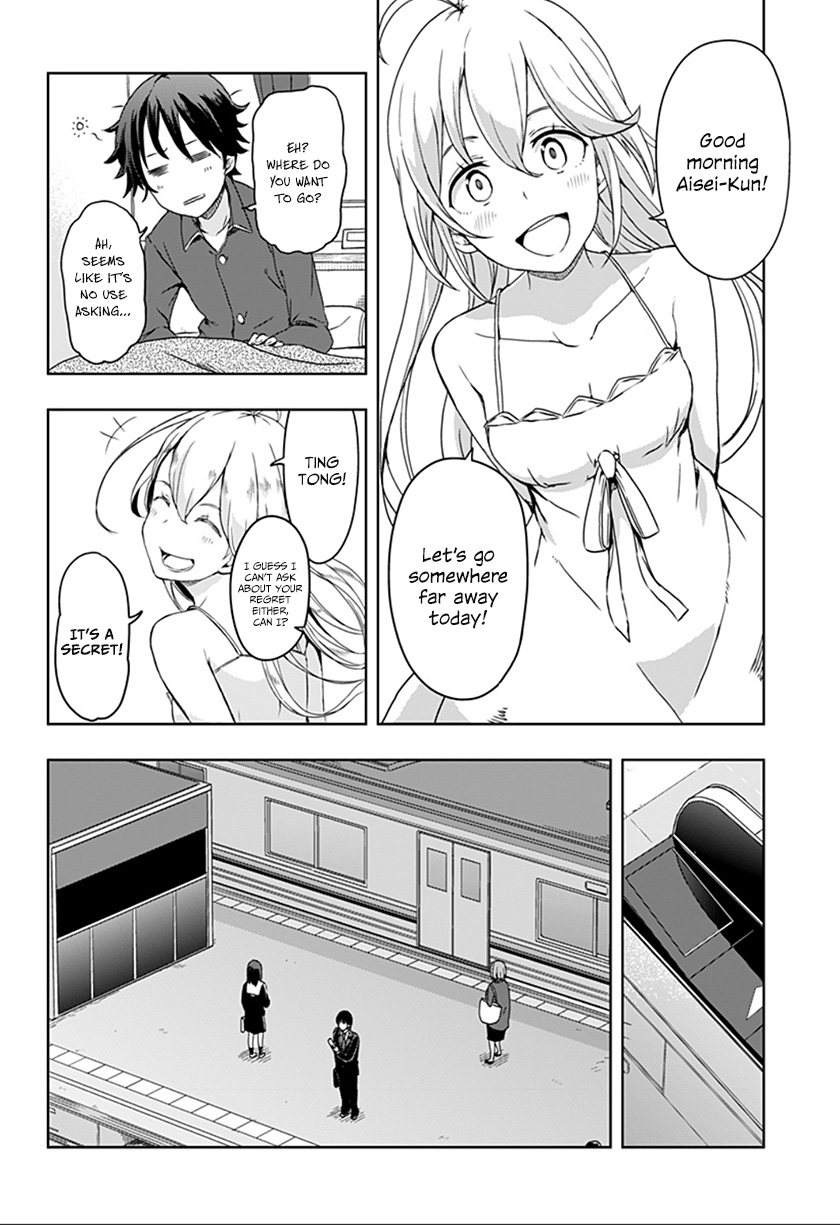 Good
morning
Aisei-Kun!
Let's go
somewhere
far away
today!
EH?
WHERE DO
YOU WANT
TO GO?
AH,
SEEMS
LIKE IT'S
NO USE
ASKING...
TING
TONG!
I GUESS I
CAN'T ASK
ABOUT YOUR
REGRET
EITHER,
CAN I?
IT'S A
SECRET!